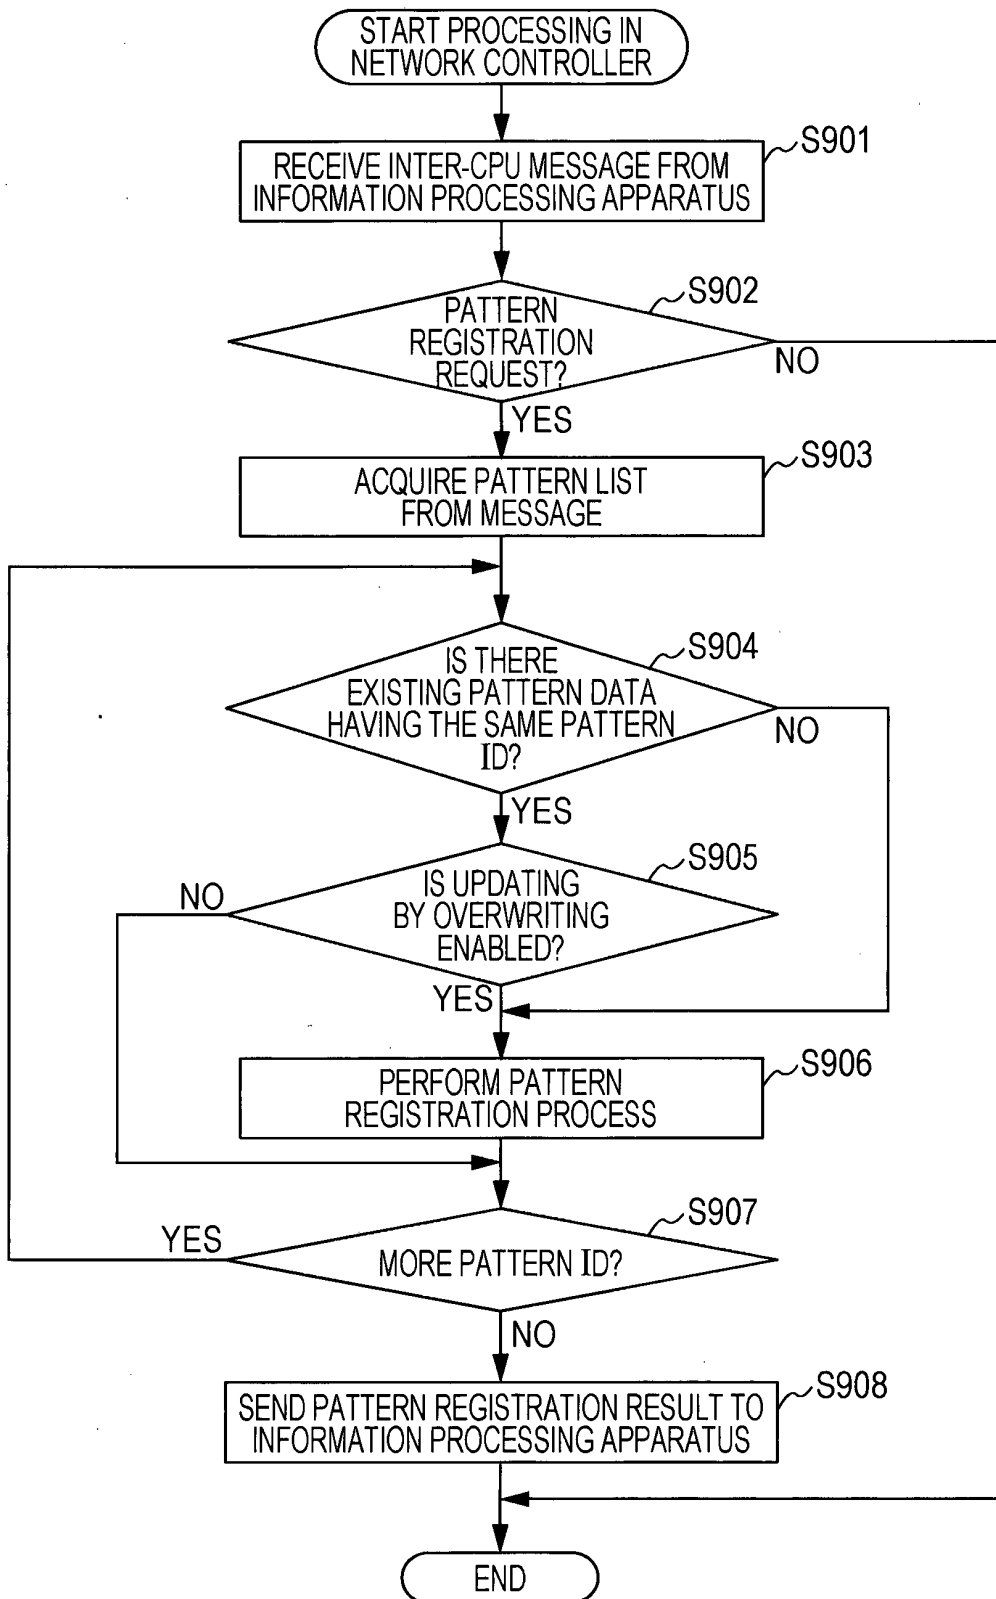 START PROCESSING IN
NETWORK CONTROLLER
S901
RECEIVE INTER-CPU MESSAGE FROM
INFORMATION PROCESSING APPARATUS
S902
PATTERN
REGISTRATION
REQUEST?
NO
YES
S903
ACQUIRE PATTERN LIST
FROM MESSAGE
S904
IS THERE
EXISTING PATTERN DATA
HAVING THE SAME PATTERN
ID?
NO
YES
S905
NO
IS UPDATING
BY OVERWRITING
ENABLED?
YES
S906
PERFORM PATTERN
REGISTRATION PROCESS
S907
YES
MORE PATTERN ID?
NO
S908
SEND PATTERN REGISTRATION RESULT TO
INFORMATION PROCESSING APPARATUS
END